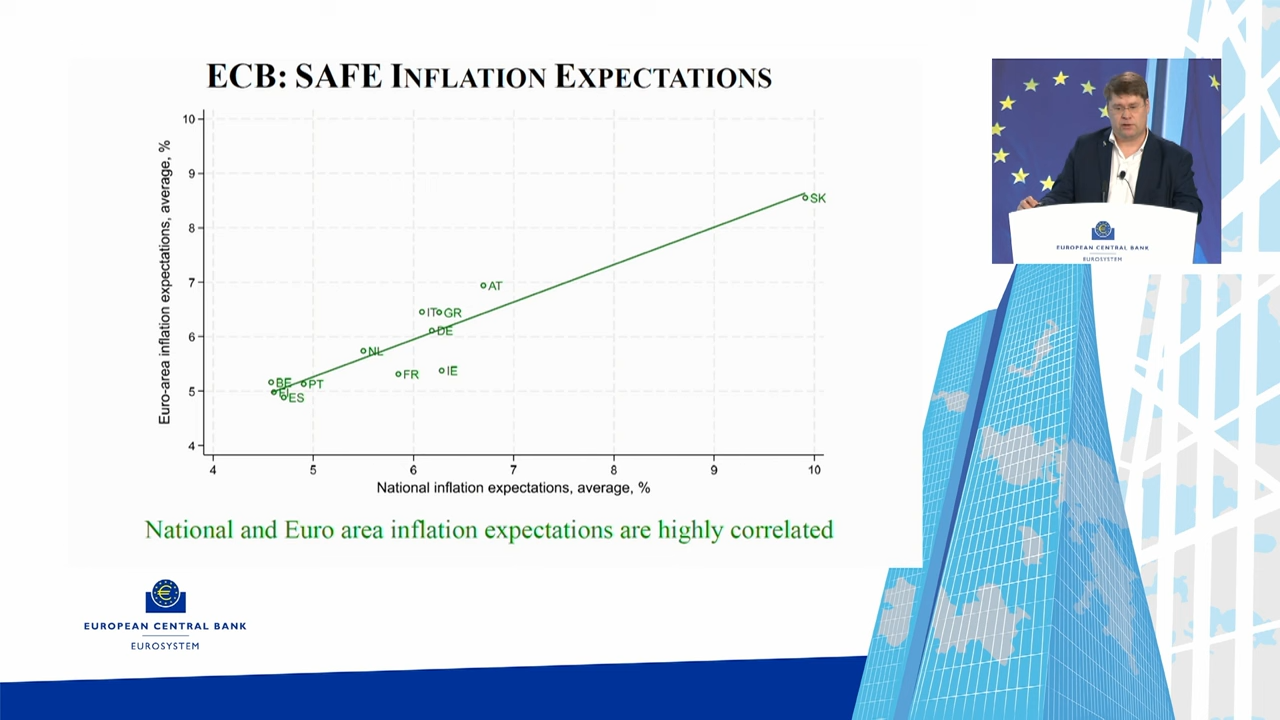 ECB: SAFE INFLATION EXPECTATIONS
Euro-area inflation expectations, average, %
10
9
8
7
6
5
4
SK
AT
IT
GR
DE
NL
FR
IE
BE
PT
ES
4
5
6
7
8
9
10
National inflation expectations, average, %
National and Euro area inflation expectations are highly correlated
EUROPEAN CENTRAL BANK
EUROSYSTEM
EUROPEAN CENTRAL BANK
EUROSYSTEM